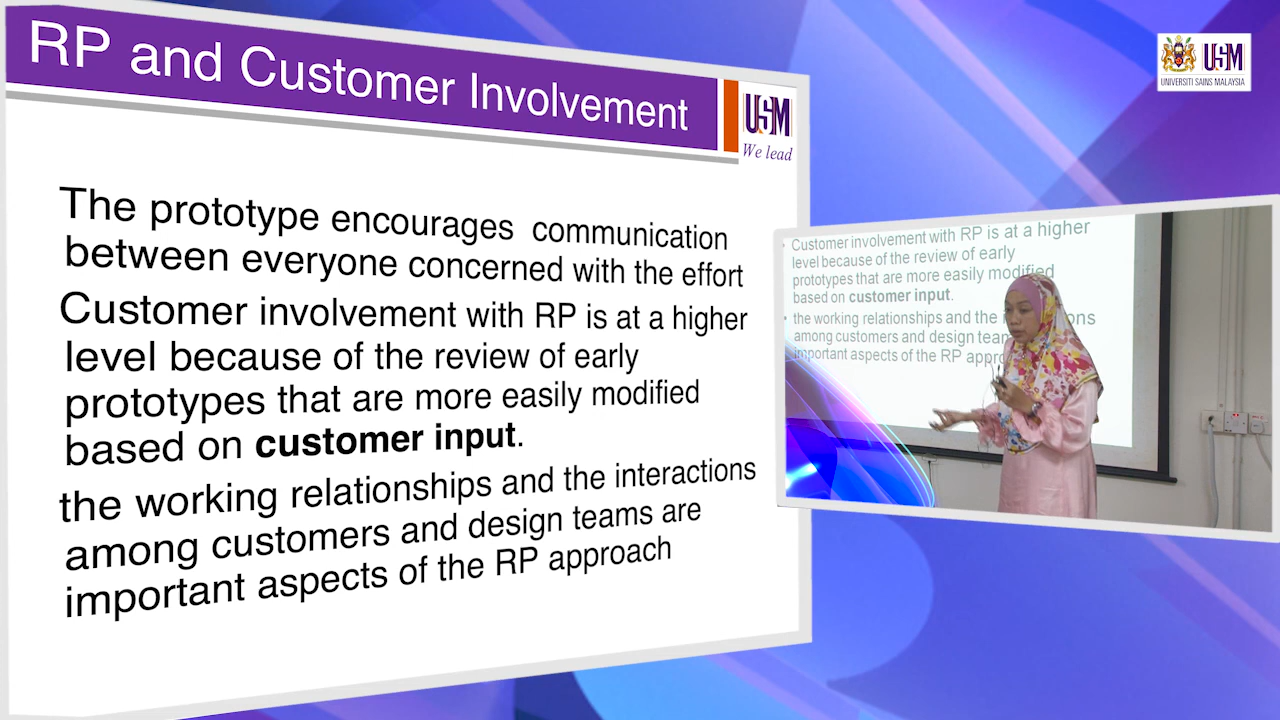 RP and Customer Involvement
USM
We lead
The prototype encourages communication
between everyone concerned with the effort
Customer involvement with RP is at a higher
level because of the review of early
prototypes that are more easily modified
based on customer input.
the working relationships and the interactions
among customers and design teams are
important aspects of the RP approach
USM
UNIVERSITI SAINS MALAYSIA
Customer involvement with RP is at a higher
level because of the review of early
prototypes that are more easily modified
based on customer input.
the working relationships and the
among customers and design
important aspects of the RP